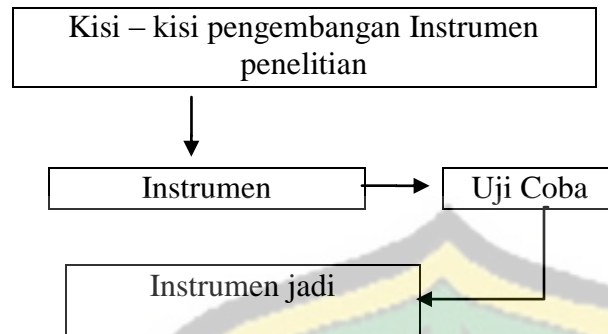 Kisi – kisi pengembangan Instrumen
penelitian
Instrumen
Uji Coba
Instrumen jadi